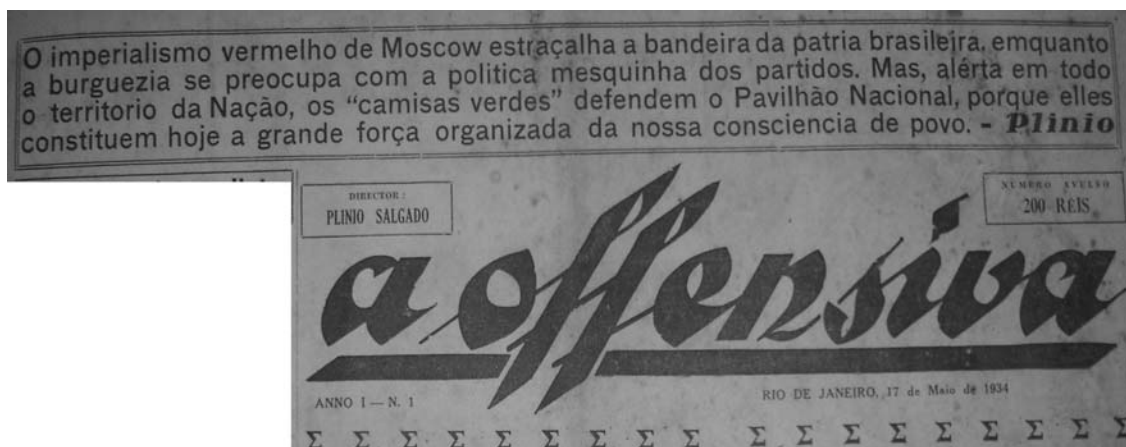 O imperialismo vermelho de Moscow estraçalha a bandeira da patria brasileira, emquanto
a burguezia se preocupa com a politica mesquinha dos partidos. Mas, alérta em todo
o territorio da Nação, os “camisas verdes” defendem o Pavilhão Nacional, porque elles
constituem hoje a grande força organizada da nossa consciencia de povo. - Plinio
DIRECTOR:
PLINIO SALGADO
NUMERO AVULSO
200 REIS
a offensiva
ANNO I — N. 1
RIO DE JANEIRO, 17 de Maio de 1934
Σ Σ Σ Σ Σ Σ Σ Σ Σ Σ Σ Σ Σ Σ Σ Σ Σ Σ